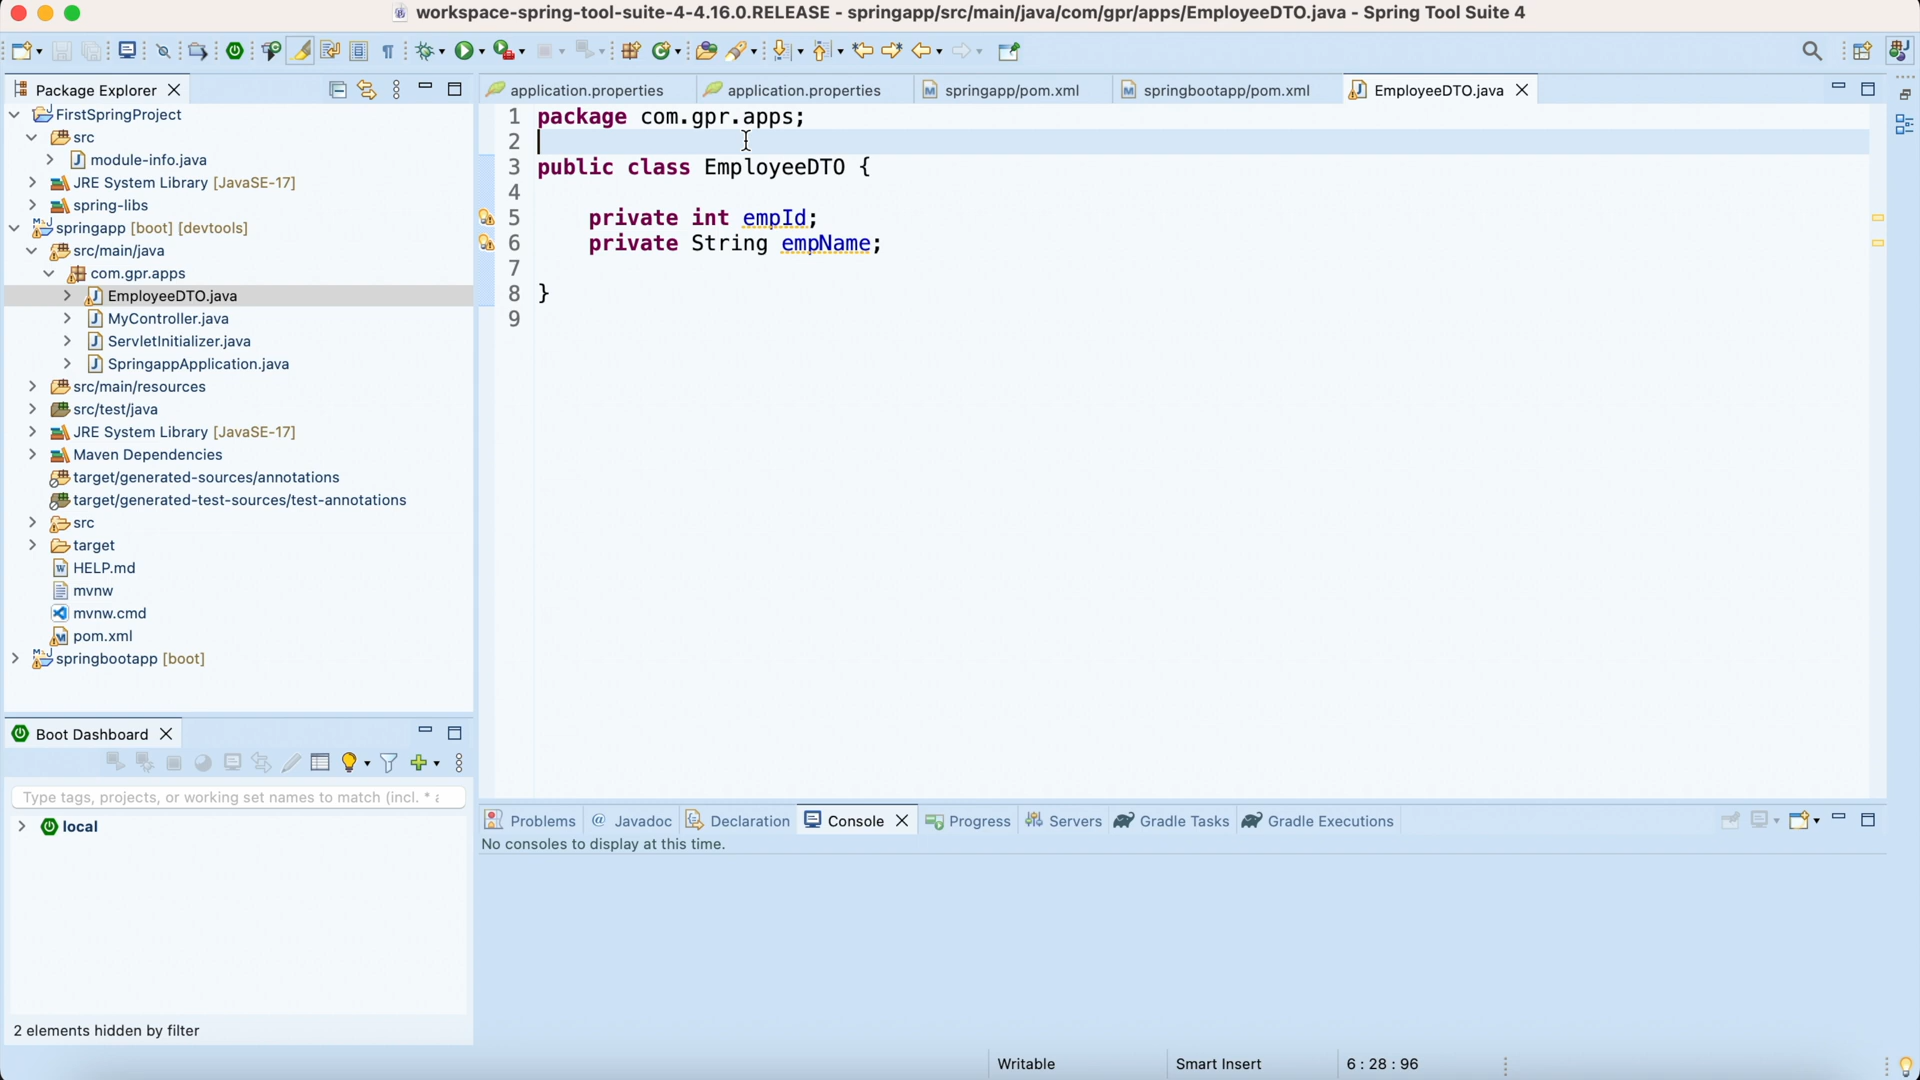 workspace-spring-tool-suite-4-4.16.0.RELEASE - springapp/src/main/java/com/gpr/apps/EmployeeDTO.java - Spring Tool Suite 4
Package Explorer
FirstSpringProject
src
module-info.java
JRE System Library [JavaSE-17]
spring-libs
springapp [boot] [devtools]
src/main/java
com.gpr.apps
EmployeeDTO.java
MyController.java
ServletInitializer.java
SpringappApplication.java
src/main/resources
src/test/java
JRE System Library [JavaSE-17]
Maven Dependencies
target/generated-sources/annotations
target/generated-test-sources/test-annotations
src
target
HELP.md
mvnw
mvnw.cmd
pom.xml
springbootapp [boot]
application.properties
application.properties
springapp/pom.xml
springbootapp/pom.xml
EmployeeDTO.java
1 package com.gpr.apps;
2
3 public class EmployeeDTO {
4
5 private int empId;
6 private String empName;
7
8 }
9
Boot Dashboard
Type tags, projects, or working set names to match (incl. *
local
2 elements hidden by filter
Problems
@ Javadoc
Declaration
Console
Progress
Servers
Gradle Tasks
Gradle Executions
No consoles to display at this time.
Writable
Smart Insert
6 : 28 : 96